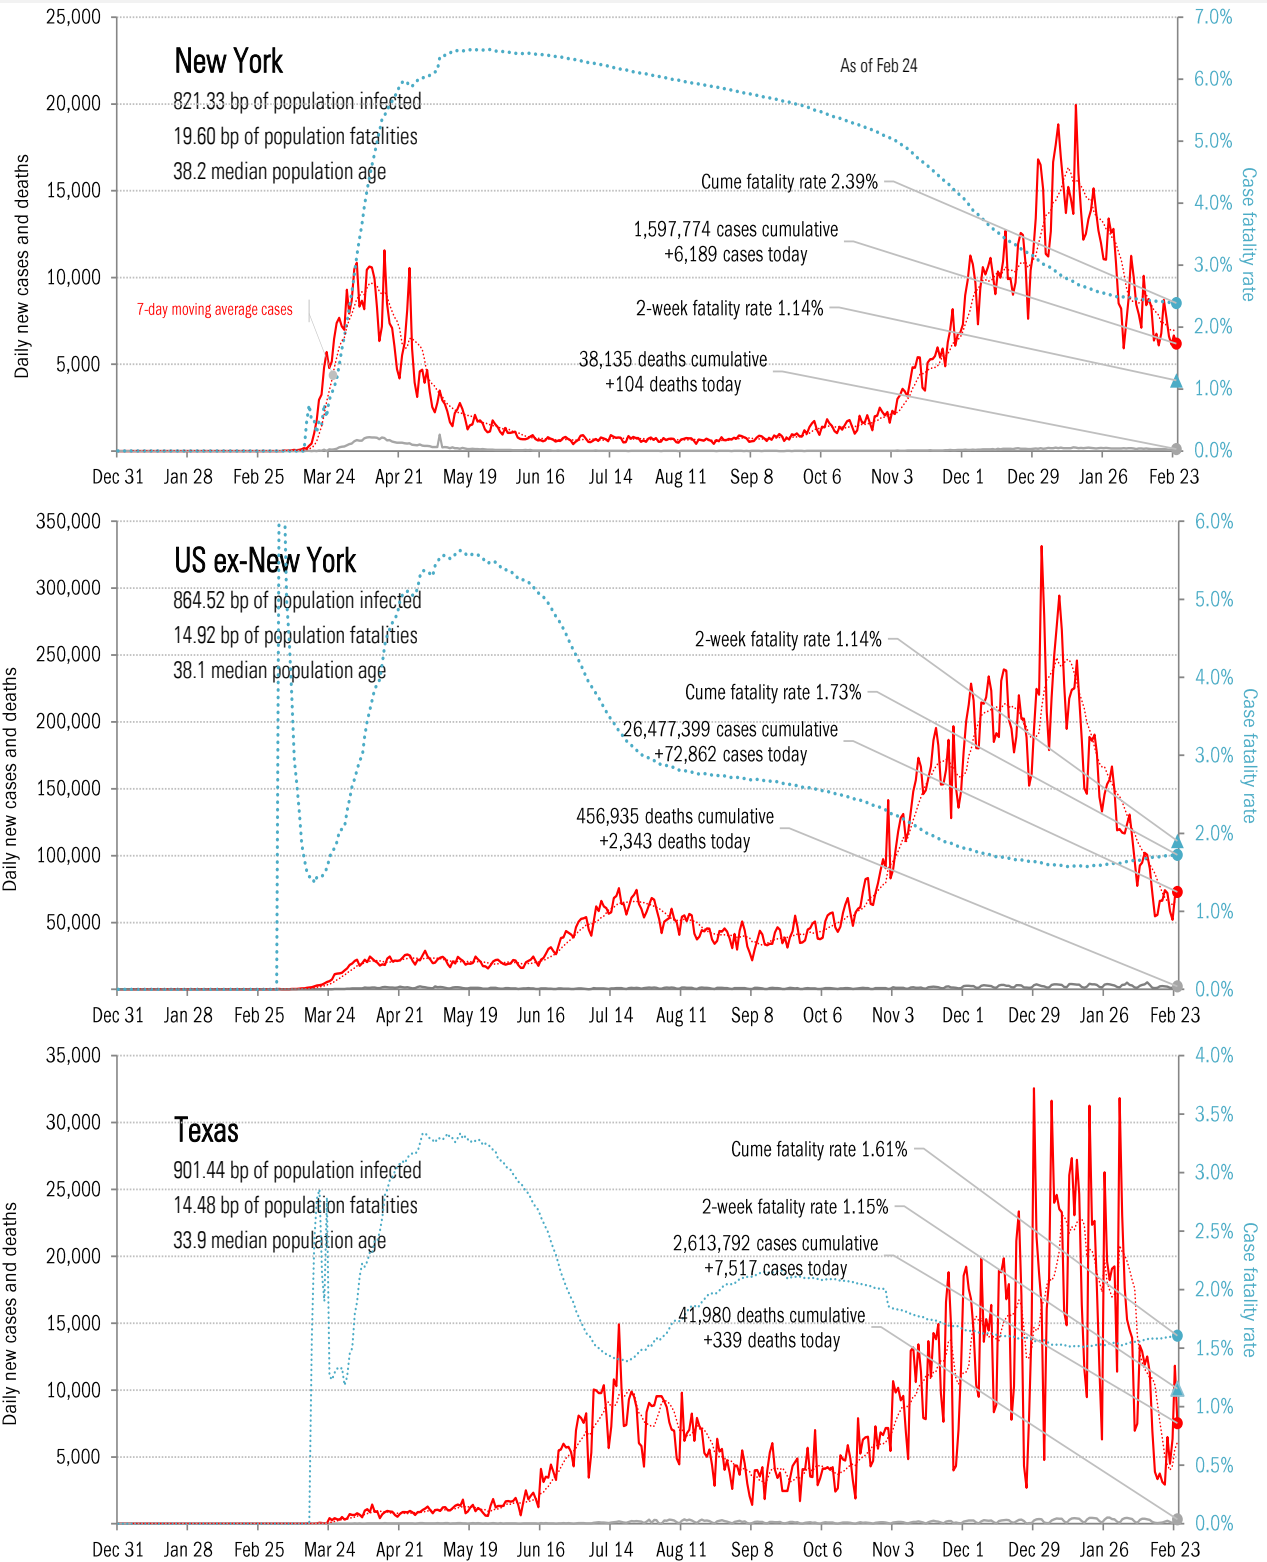 25,000
7.0%
New York
As of Feb 24
821.33 bp of population infected
19.60 bp of population fatalities
38.2 median population age
20,000
6.0%
15,000
5.0%
10,000
4.0%
5,000
3.0%
2.0%
1.0%
0.0%
Daily new cases and deaths
Case fatality rate
Cume fatality rate 2.39%
1,597,774 cases cumulative
+6,189 cases today
2-week fatality rate 1.14%
38,135 deaths cumulative
+104 deaths today
7-day moving average cases
Dec 31 Jan 28 Feb 25 Mar 24 Apr 21 May 19 Jun 16 Jul 14 Aug 11 Sep 8 Oct 6 Nov 3 Dec 1 Dec 29 Jan 26 Feb 23
350,000
6.0%
US ex-New York
864.52 bp of population infected
14.92 bp of population fatalities
38.1 median population age
300,000
5.0%
250,000
4.0%
200,000
3.0%
150,000
2.0%
100,000
1.0%
50,000
0.0%
Daily new cases and deaths
Case fatality rate
2-week fatality rate 1.14%
Cume fatality rate 1.73%
26,477,399 cases cumulative
+72,862 cases today
456,935 deaths cumulative
+2,343 deaths today
Dec 31 Jan 28 Feb 25 Mar 24 Apr 21 May 19 Jun 16 Jul 14 Aug 11 Sep 8 Oct 6 Nov 3 Dec 1 Dec 29 Jan 26 Feb 23
35,000
4.0%
Texas
901.44 bp of population infected
14.48 bp of population fatalities
33.9 median population age
30,000
3.5%
25,000
3.0%
20,000
2.5%
15,000
2.0%
10,000
1.5%
5,000
1.0%
0.5%
0.0%
Daily new cases and deaths
Case fatality rate
Cume fatality rate 1.61%
2-week fatality rate 1.15%
2,613,792 cases cumulative
+7,517 cases today
41,980 deaths cumulative
+339 deaths today
Dec 31 Jan 28 Feb 25 Mar 24 Apr 21 May 19 Jun 16 Jul 14 Aug 11 Sep 8 Oct 6 Nov 3 Dec 1 Dec 29 Jan 26 Feb 23